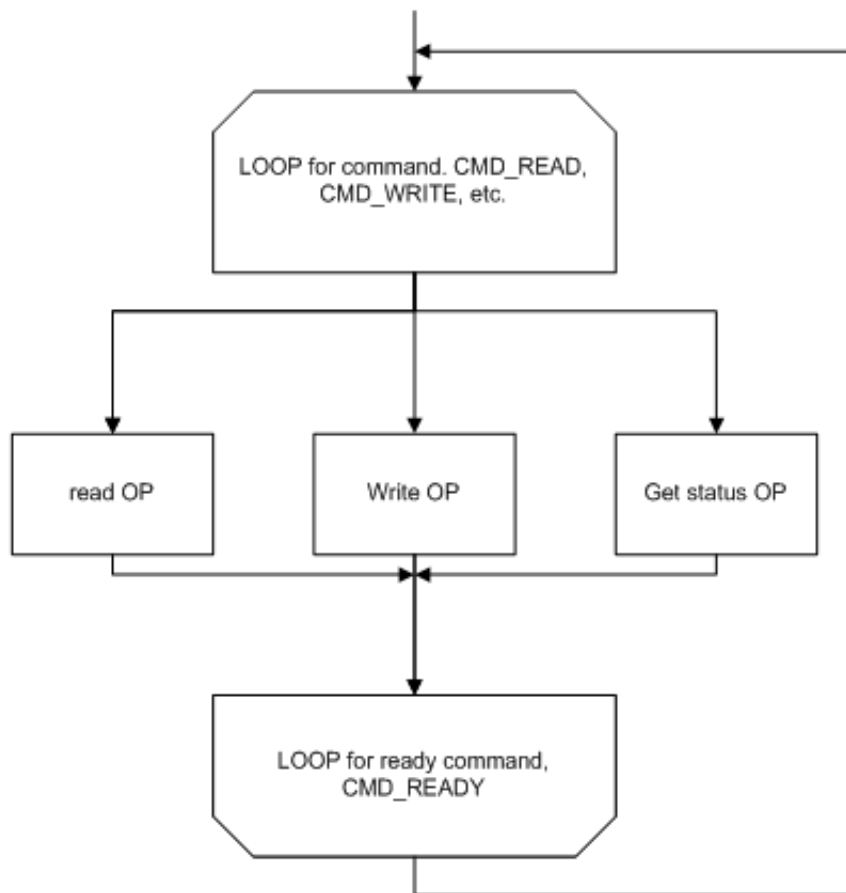 LOOP for command. CMD_READ,
CMD_WRITE, etc.
read OP
Write OP
Get status OP
LOOP for ready command,
CMD_READY